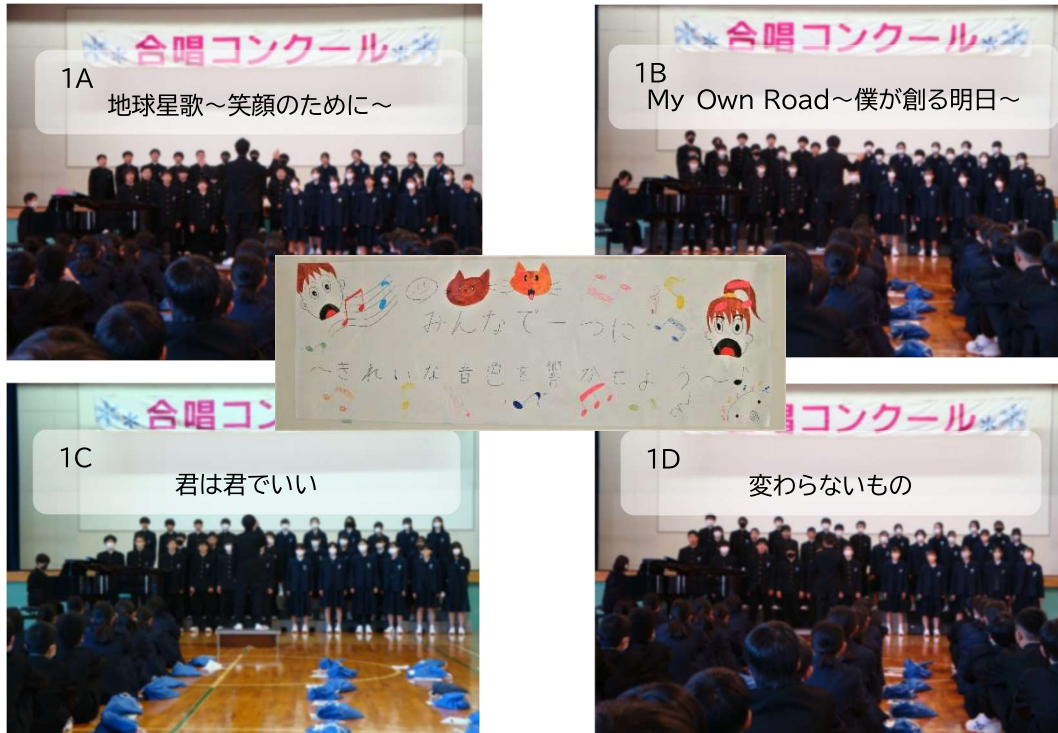 合唱コンクール
1A
地球星歌～笑顔のために～
合唱コンクール
1B
My Own Road～僕が創る明日～
みんなで一つに
～きれいな音色を響かせよう～
合唱コン
1C
君は君でいい
唱コンクール
1D
変わらないもの